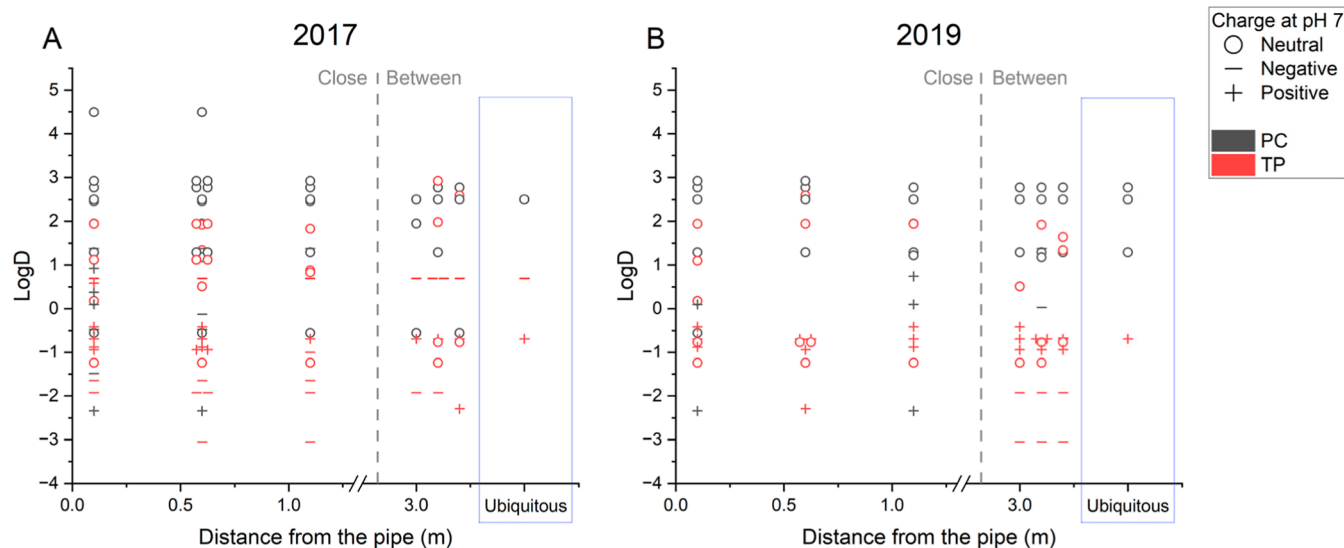 A
2017
Close
Between
5
4
3
2
1
0
−1
−2
−3
−4
LogD
0.0
0.5
1.0
3.0
Ubiquitous
Distance from the pipe (m)
B
2019
Close
Between
5
4
3
2
1
0
−1
−2
−3
−4
LogD
0.0
0.5
1.0
3.0
Ubiquitous
Distance from the pipe (m)
Charge at pH 7
Neutral
Negative
Positive
PC
TP